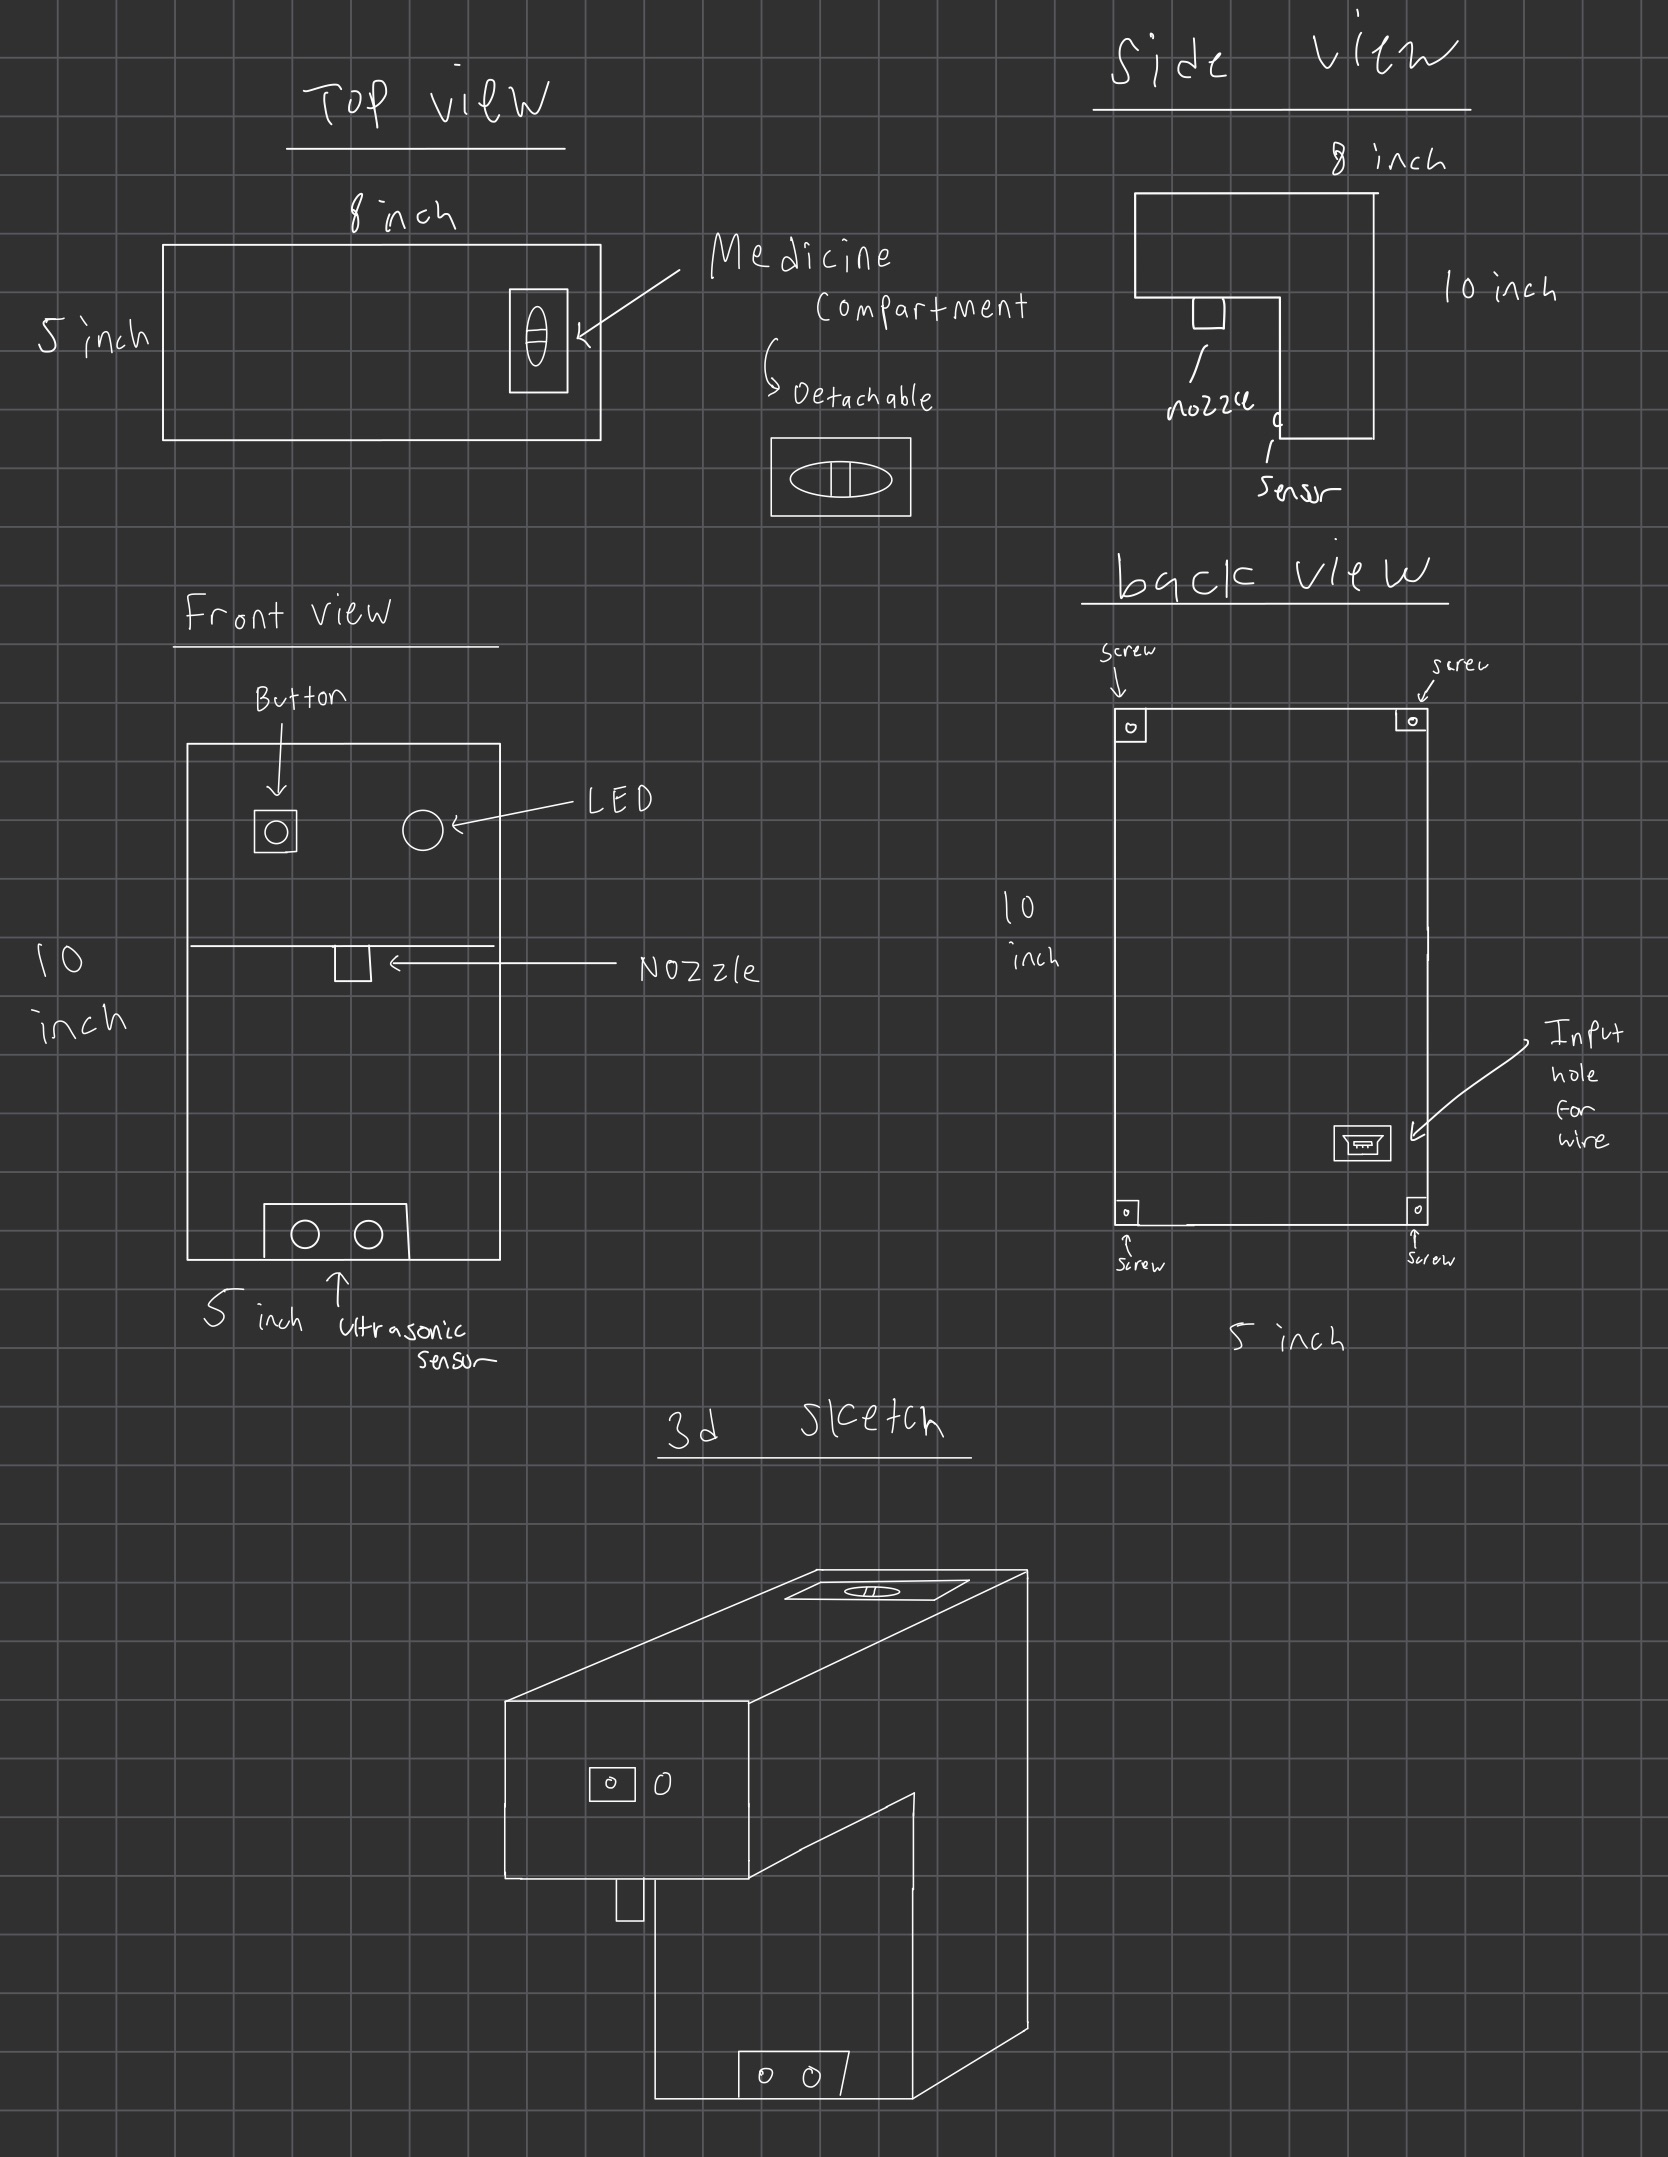 Top view
8 inch
5 inch
Medicine
Compartment
Detachable
Side view
8 inch
10 inch
nozzle
Sensor
Front view
Button
LED
10
inch
Nozzle
5 inch
ultrasonic
sensor
back view
screw
screw
10
inch
Input
hole
for
wire
screw
screw
5 inch
3d sketch